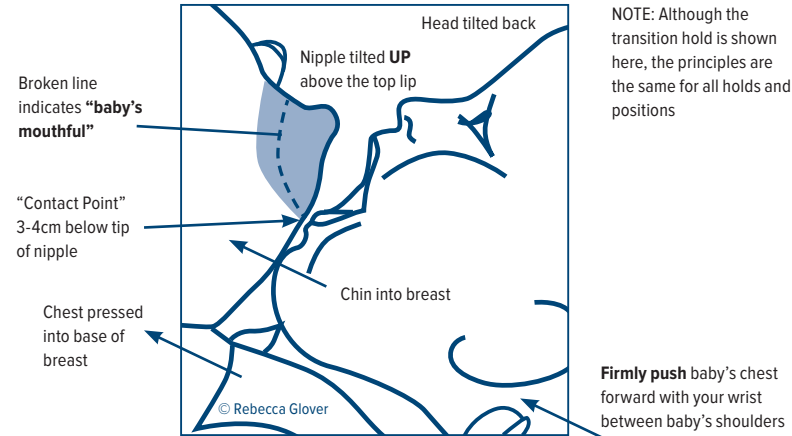 Head tilted back
Nipple tilted UP
above the top lip
NOTE: Although the
transition hold is shown
here, the principles are
the same for all holds and
positions
Broken line
indicates “baby’s
mouthful”
“Contact Point”
3-4cm below tip
of nipple
Chin into breast
Chest pressed
into base of
breast
Firmly push baby’s chest
forward with your wrist
between baby’s shoulders
© Rebecca Glover